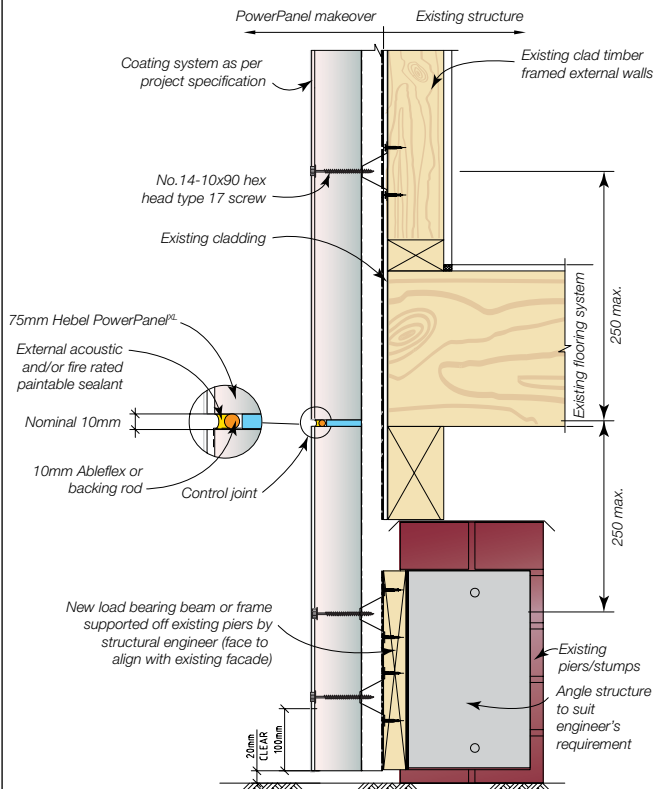 PowerPanel makeover
Existing structure
Coating system as per
project specification
Existing clad timber
framed external walls
No.14-10x90 hex
head type 17 screw
Existing cladding
75mm Hebel PowerPanelXL
External acoustic
and/or fire rated
paintable sealant
Nominal 10mm
10mm Ableflex or
backing rod
Control joint
Existing flooring system
250 max.
250 max.
New load bearing beam or frame
supported off existing piers by
structural engineer (face to
align with existing facade)
Existing
piers/stumps
Angle structure
to suit
engineer's
requirement
20mm
CLEAR
100mm